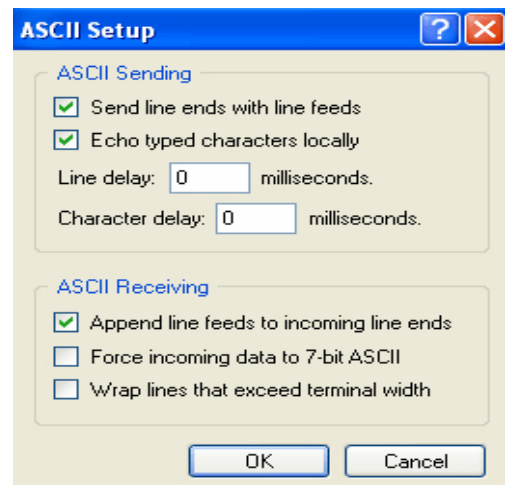 ASCII Setup
ASCII Sending
Send line ends with line feeds
Echo typed characters locally
Line delay: 0 milliseconds.
Character delay: 0 milliseconds.
ASCII Receiving
Append line feeds to incoming line ends
Force incoming data to 7-bit ASCII
Wrap lines that exceed terminal width
OK Cancel